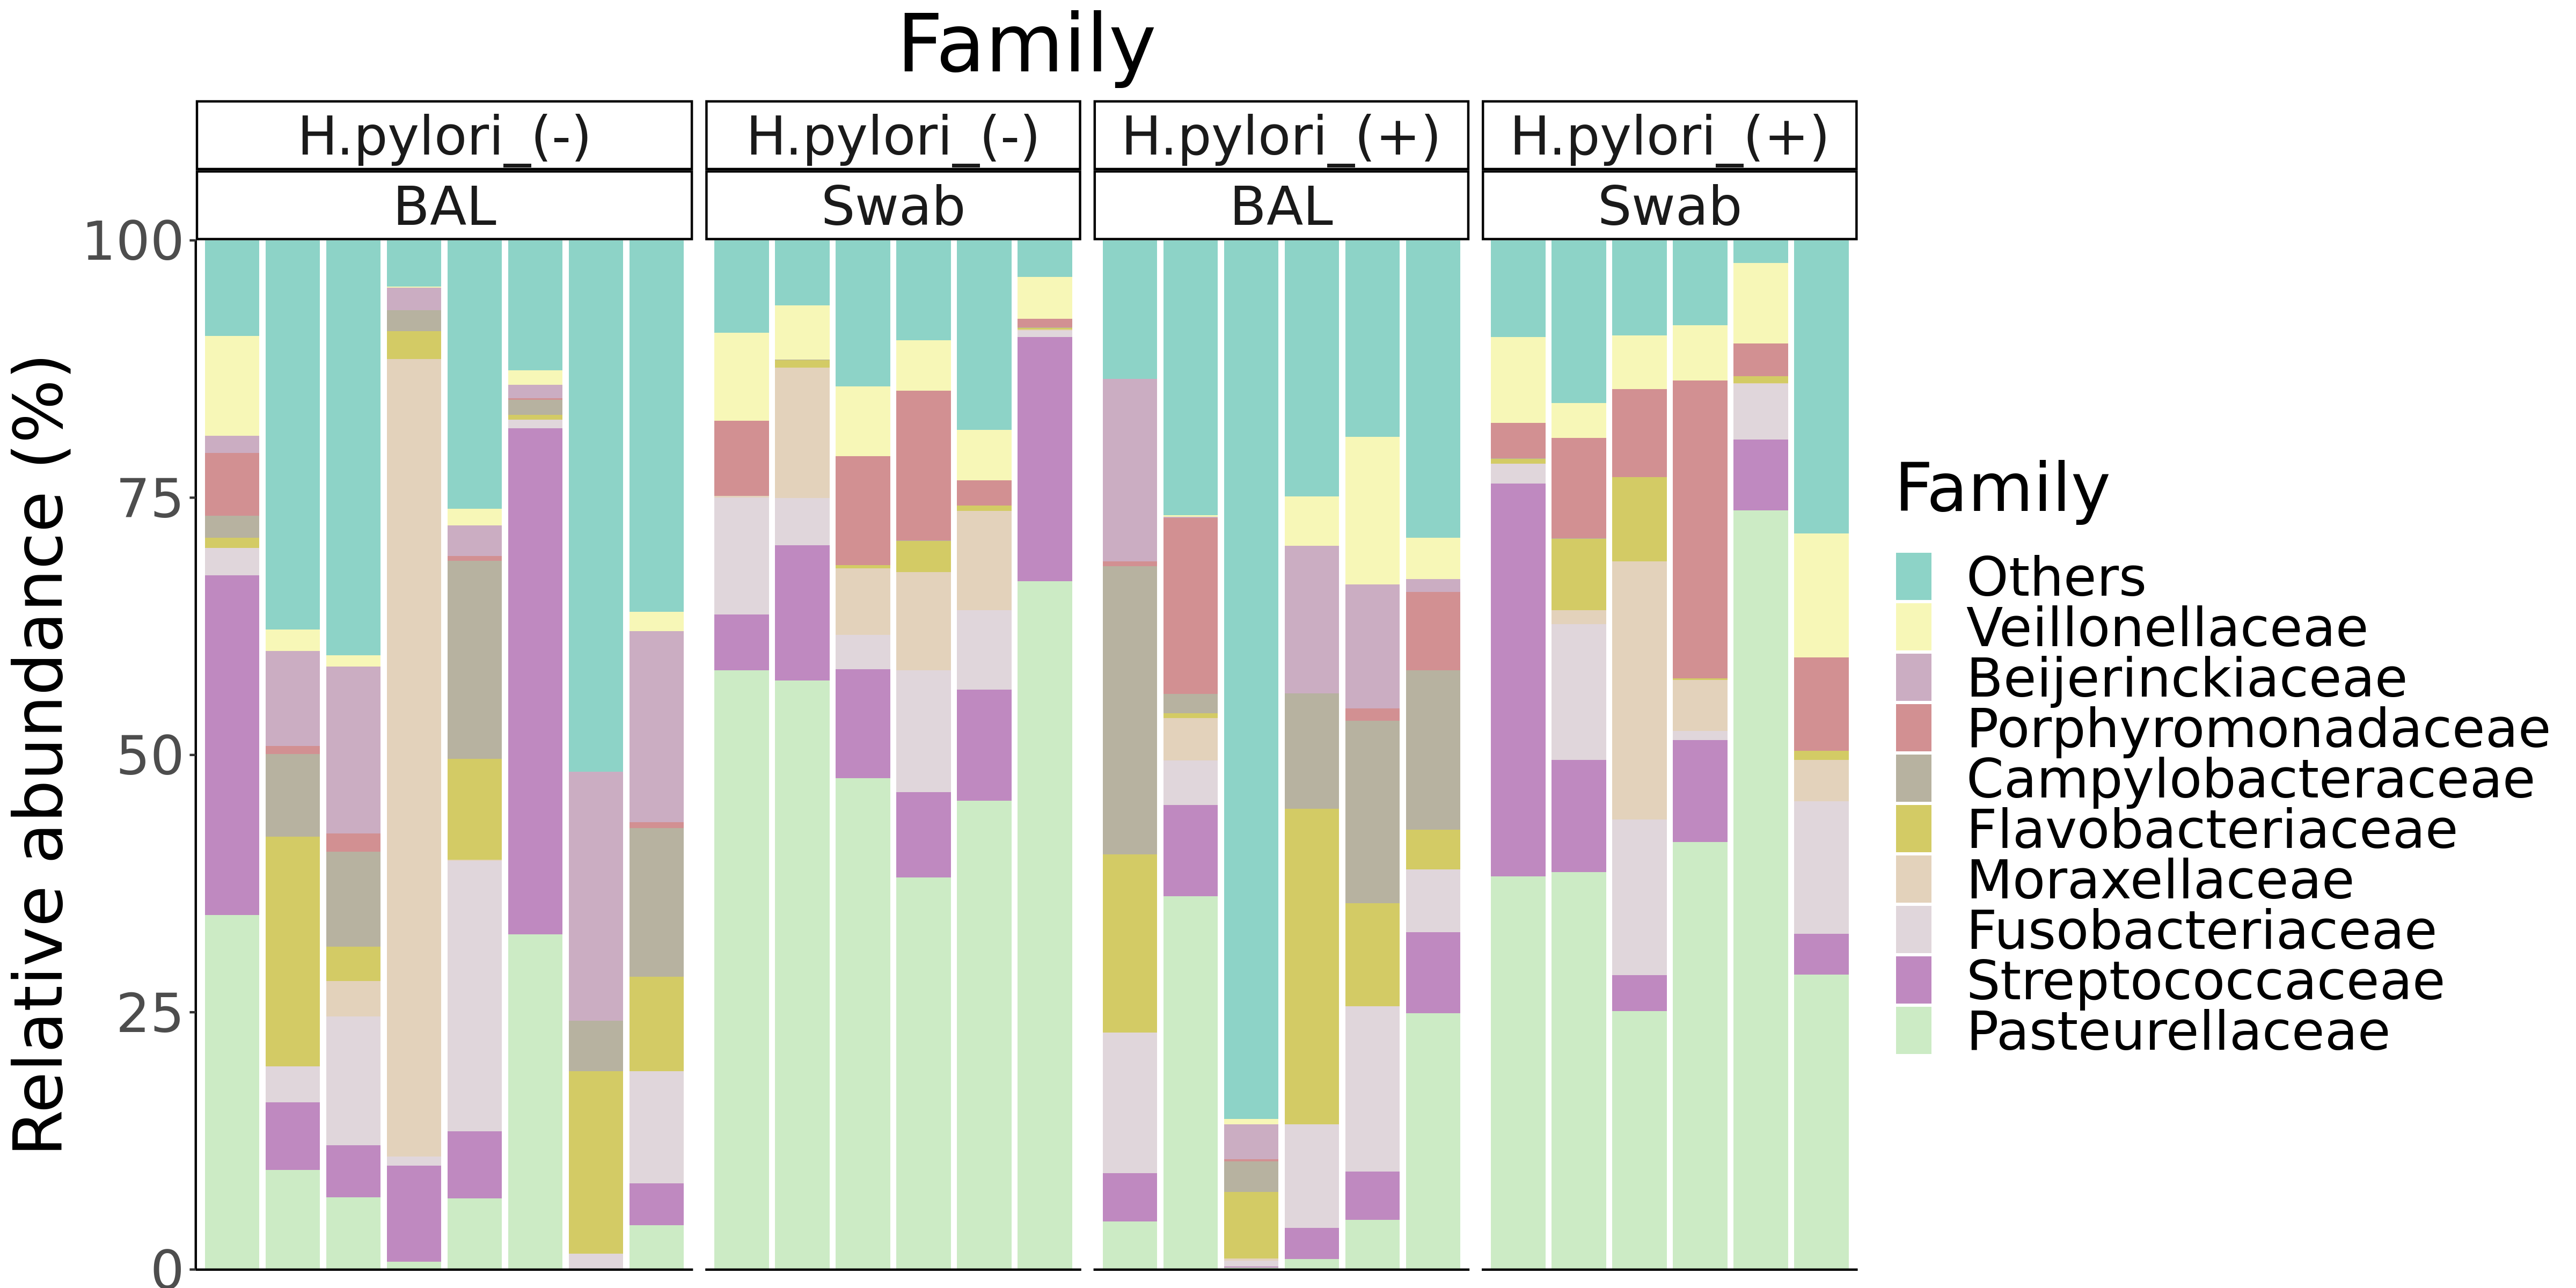 Family
H.pylori_(-) H.pylori_(-) H.pylori_(+) H.pylori_(+)
BAL Swab BAL Swab
100
75
50
25
0
Relative abundance (%)
Family
Others
Veillonellaceae
Beijerinckiaceae
Porphyromonadaceae
Campylobacteraceae
Flavobacteriaceae
Moraxellaceae
Fusobacteriaceae
Streptococcaceae
Pasteurellaceae